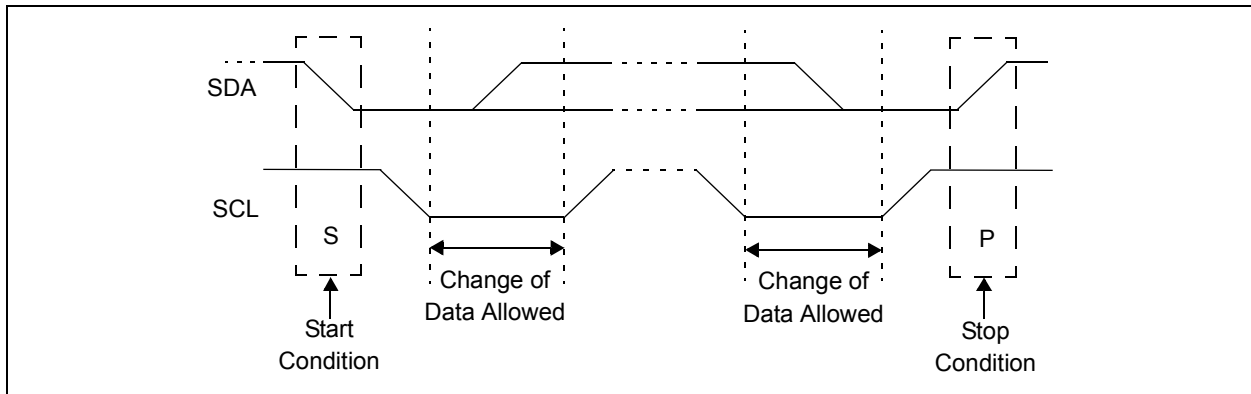 SDA
SCL
S
P
Change of
Data Allowed
Change of
Data Allowed
Start
Condition
Stop
Condition